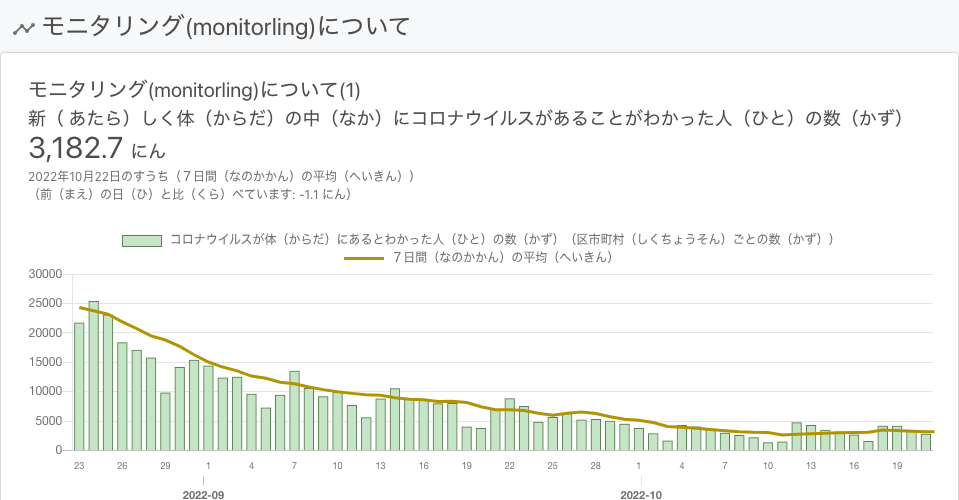 モニタリング(monitorling)について
モニタリング(monitorling)について(1)
新（ あたら）しく体（からだ）の中（なか）にコロナウイルスがあることがわかった人（ひと）の数（かず）
3,182.7 にん
2022年10月22日のすうち（７日間（なのかかん）の平均（へいきん））
（前（まえ）の日（ひ）と比（くら）べています: -1.1 にん）
コロナウイルスが体（からだ）にあるとわかった人（ひと）の数（かず）（区市町村（しくちょうそん）ごとの数（かず））
７日間（なのかかん）の平均（へいきん）
30000
25000
20000
15000
10000
5000
0
23 26 29 1 4 7 10 13 16 19 22 25 28 1 4 7 10 13 16 19
2022-09 2022-10